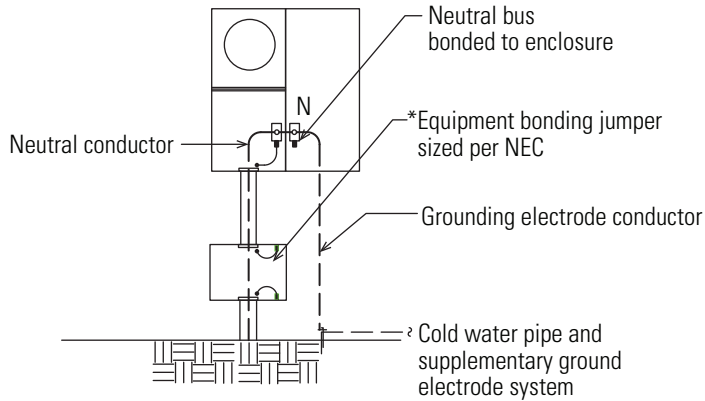 Neutral bus
bonded to enclosure
N
*Equipment bonding jumper
sized per NEC
Neutral conductor
Grounding electrode conductor
Cold water pipe and
supplementary ground
electrode system